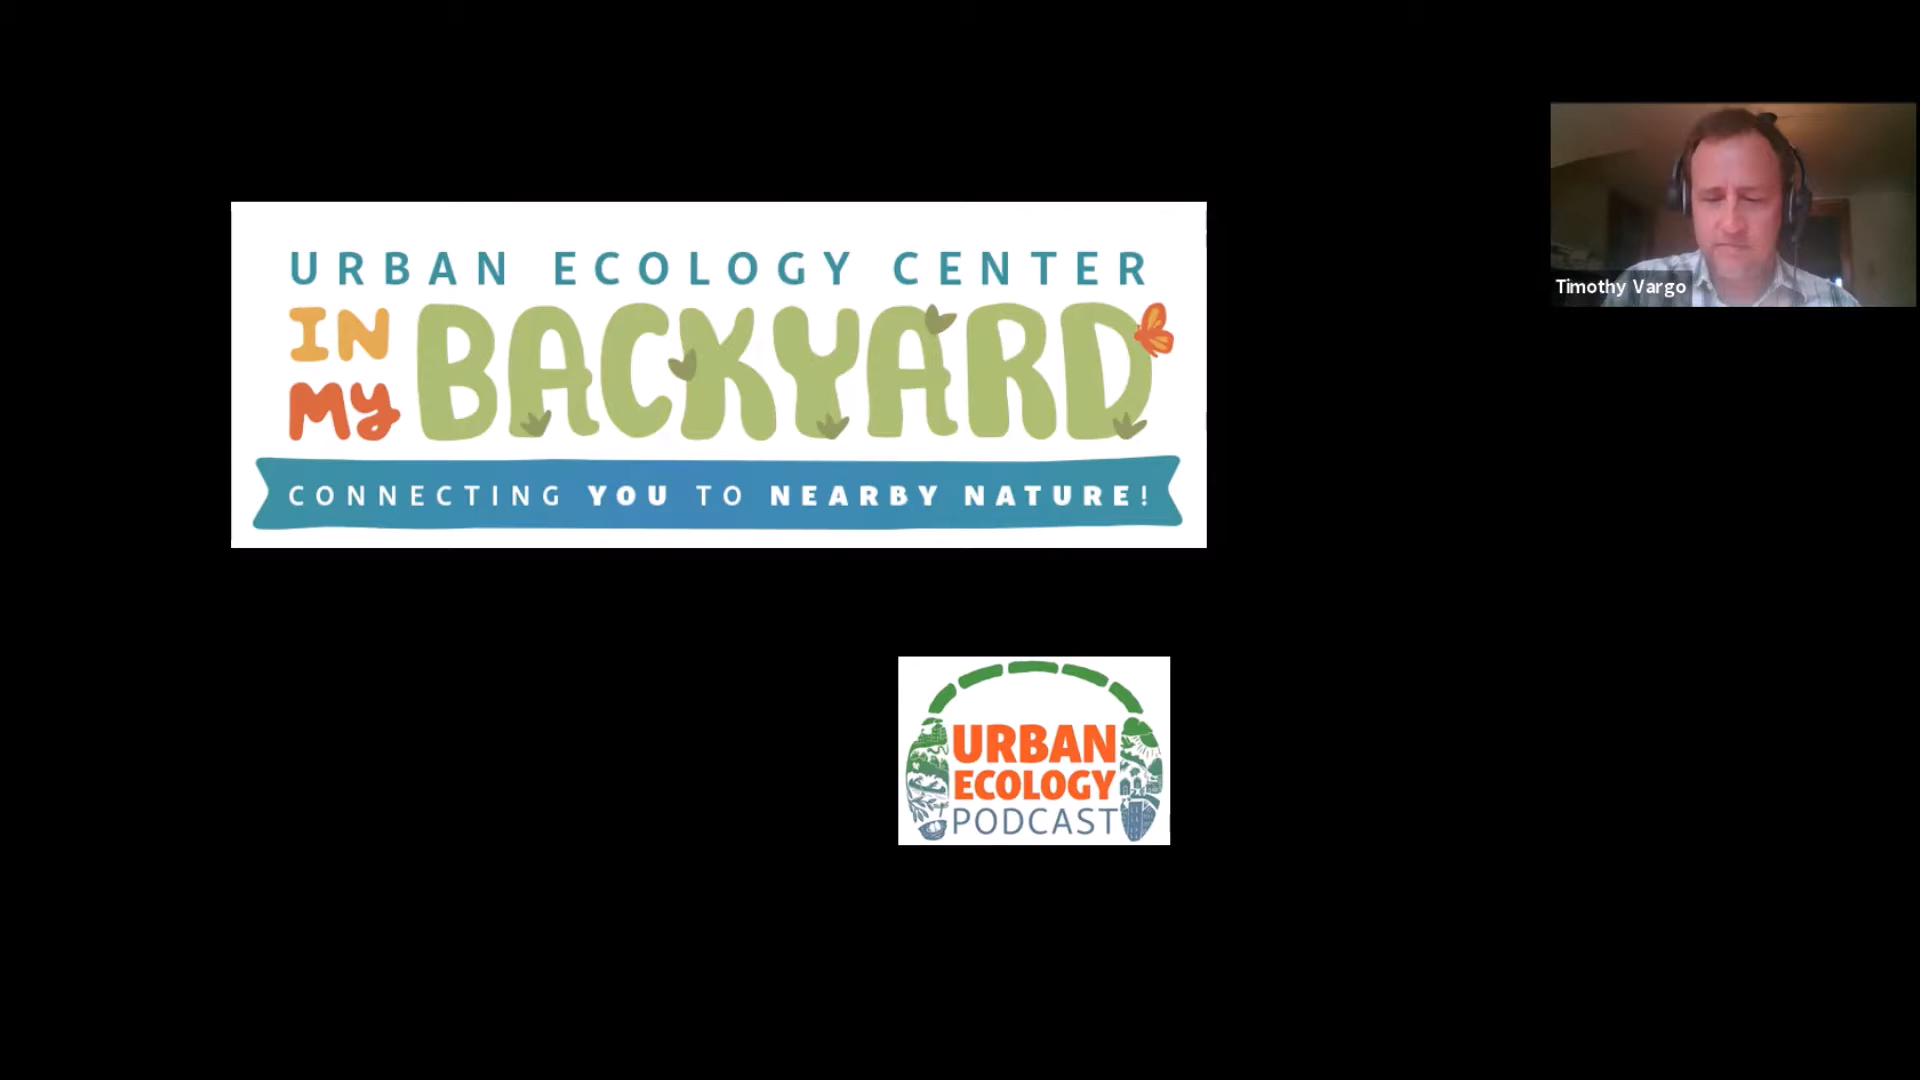 URBAN ECOLOGY CENTER
IN MY BACKYARD
CONNECTING YOU TO NEARBY NATURE!
Timothy Vargo
URBAN
ECOLOGY
PODCAST